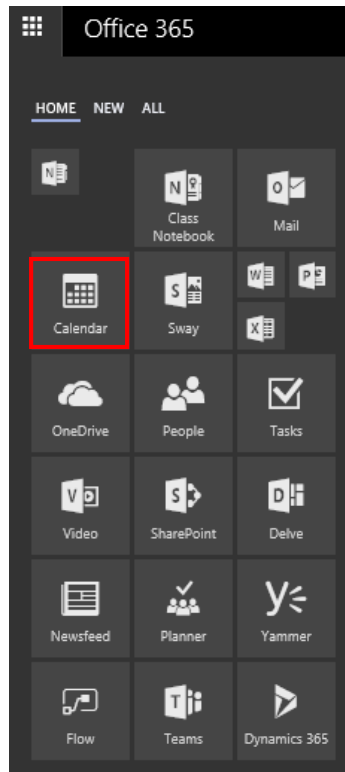 Office 365
HOME NEW ALL
N
N
Class
Notebook
O
Mail
Calendar
S
Sway
W
P
X
OneDrive
People
Tasks
V
Video
S
SharePoint
D
Delve
Newsfeed
Planner
y
Yammer
Flow
T
Teams
Dynamics 365